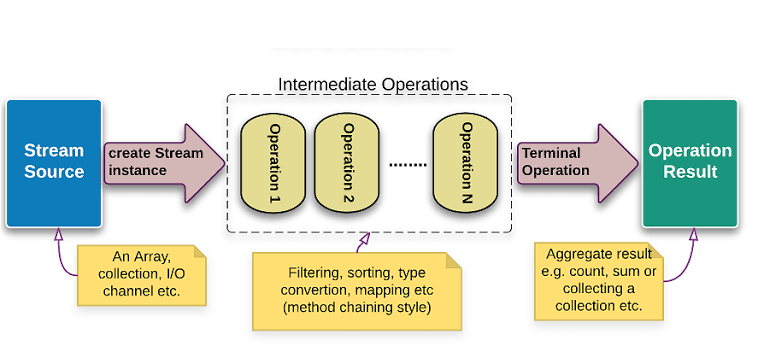 Intermediate Operations
Stream
Source
create Stream
instance
Operation 1
Operation 2
........
Operation N
Terminal
Operation
Operation
Result
An Array,
collection, I/O
channel etc.
Filtering, sorting, type
convertion, mapping etc
(method chaining style)
Aggregate result
e.g. count, sum or
collecting a
collection etc.